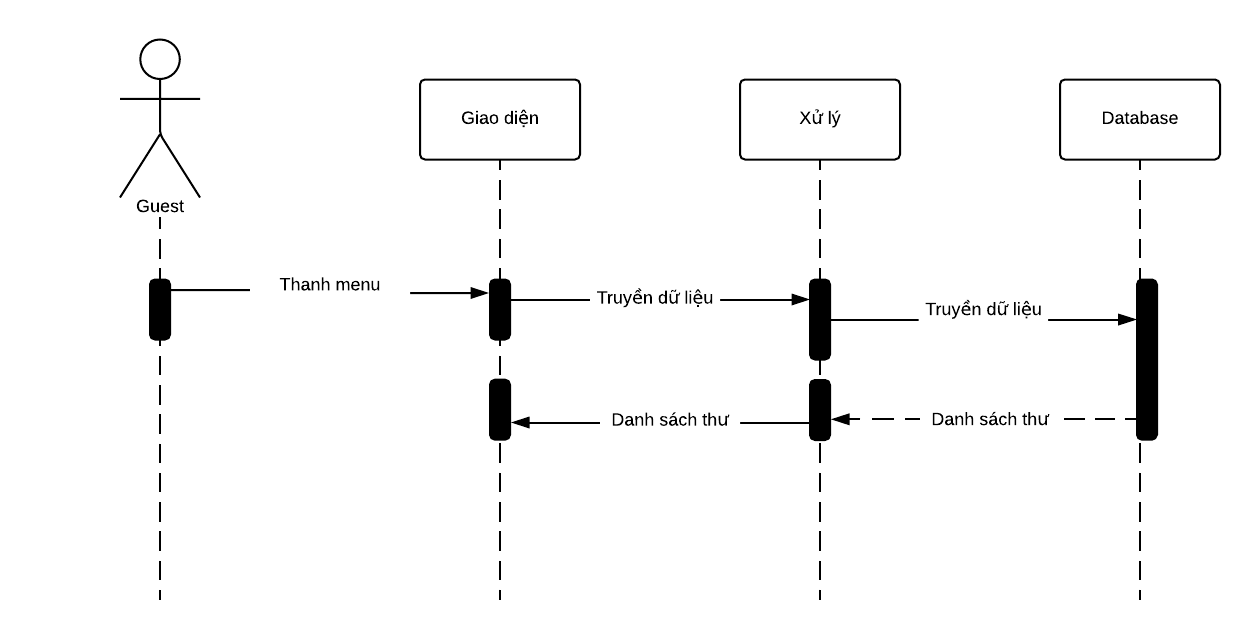 Giao diện
Xử lý
Database
Guest
Thanh menu
Truyền dữ liệu
Truyền dữ liệu
Danh sách thư
Danh sách thư